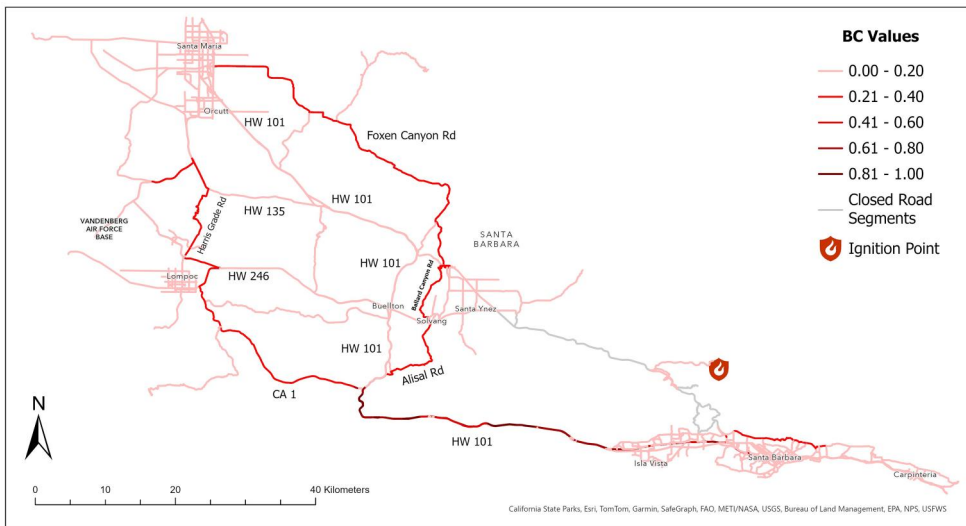 Santa Maria
Orcutt
HW 101
Foxen Canyon Rd
HW 101
HW 135
Harris Grade Rd
VANDENBERG
AIR FORCE
BASE
SANTA
BARBARA
HW 101
Ballard Canyon Rd
HW 246
Lompoc
Buellton
Santa Ynez
Solvang
HW 101
Alisal Rd
CA 1
HW 101
Isla Vista
Santa Barbara
Carpinteria
BC Values
0.00 - 0.20
0.21 - 0.40
0.41 - 0.60
0.61 - 0.80
0.81 - 1.00
Closed Road
Segments
Ignition Point
N
0 10 20 40 Kilometers
California State Parks, Esri, TomTom, Garmin, SafeGraph, FAO, METI/NASA, USGS, Bureau of Land Management, EPA, NPS, USFWS